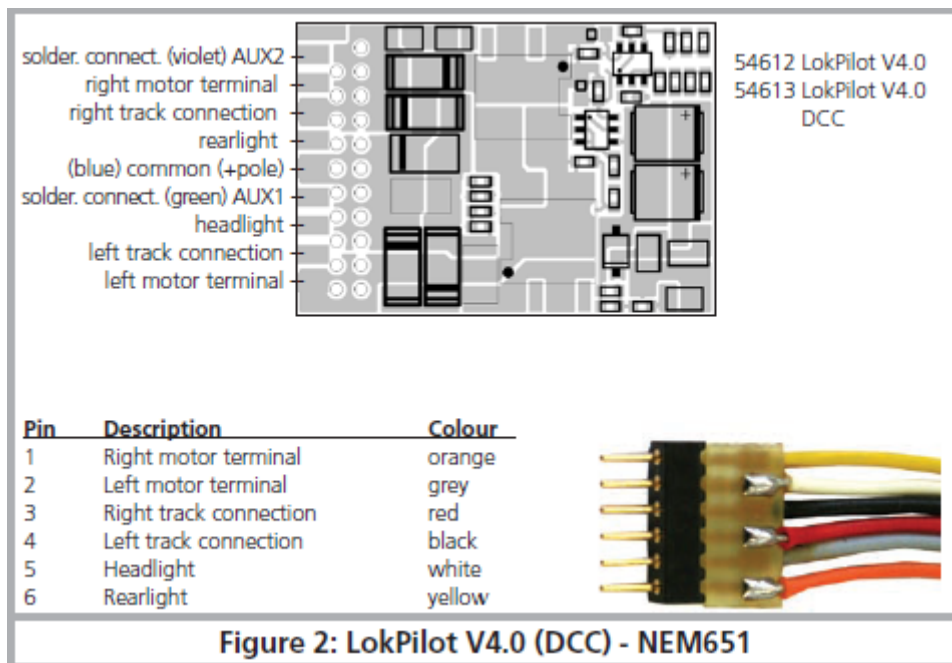 solder. connect. (violet) AUX2
right motor terminal
right track connection
rearlight
(blue) common (+pole)
solder. connect. (green) AUX1
headlight
left track connection
left motor terminal
+
+
54612 LokPilot V4.0
54613 LokPilot V4.0
DCC
Pin Description Colour
1 Right motor terminal orange
2 Left motor terminal grey
3 Right track connection red
4 Left track connection black
5 Headlight white
6 Rearlight yellow
Figure 2: LokPilot V4.0 (DCC) - NEM651